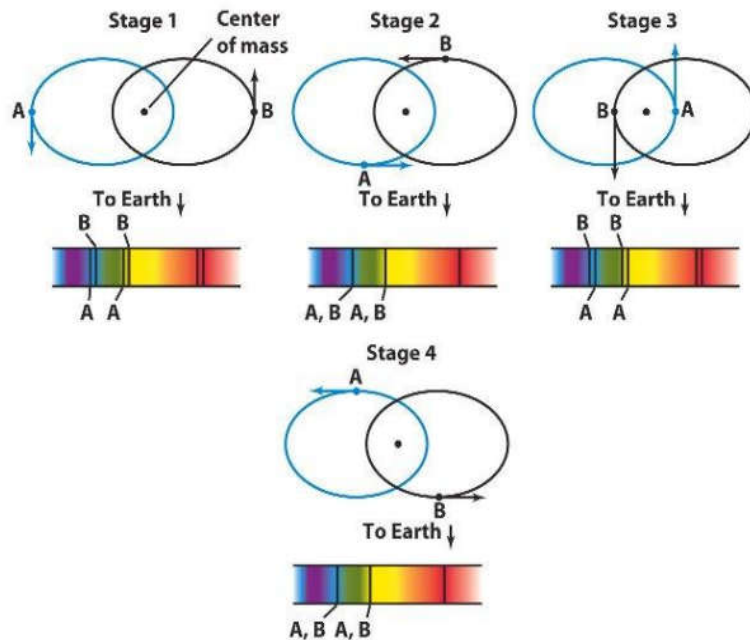 Stage 1
Center
of mass
A
B
To Earth
B B
A A
Stage 2
B
A
To Earth
A, B A, B
Stage 3
B
A
To Earth
B B
A A
Stage 4
A
B
To Earth
A, B A, B